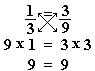 1/3 = 3/9
9 x 1 = 3 x 3
9 = 9